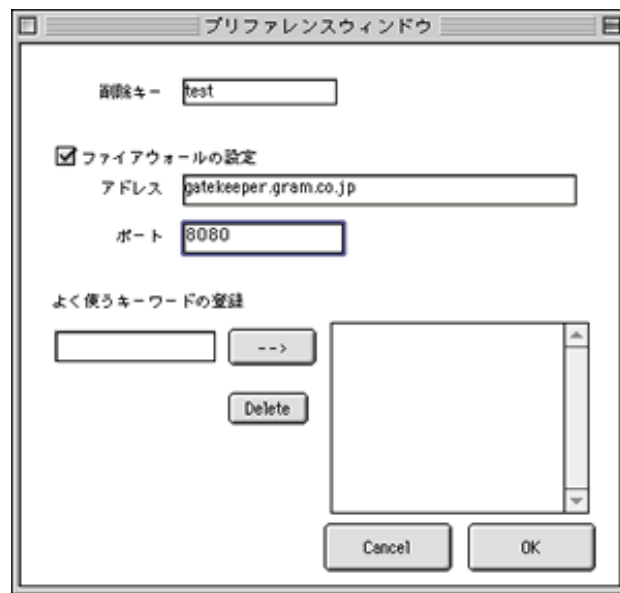 プリファレンスウィンドウ
削除キー test
ファイアウォールの設定
アドレス gatekeeper.gram.co.jp
ポート 8080
よく使うキーワードの登録
-->
Delete
Cancel OK